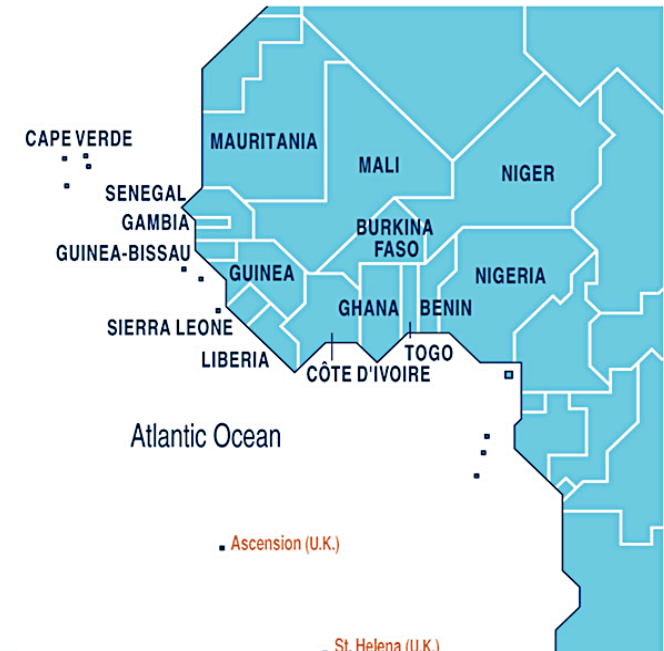 CAPE VERDE
MAURITANIA
MALI
NIGER
SENEGAL
GAMBIA
BURKINA
FASO
GUINEA-BISSAU
GUINEA
NIGERIA
GHANA
BENIN
SIERRA LEONE
LIBERIA
TOGO
CÔTE D'IVOIRE
Atlantic Ocean
Ascension (U.K.)
St. Helena (U.K.)